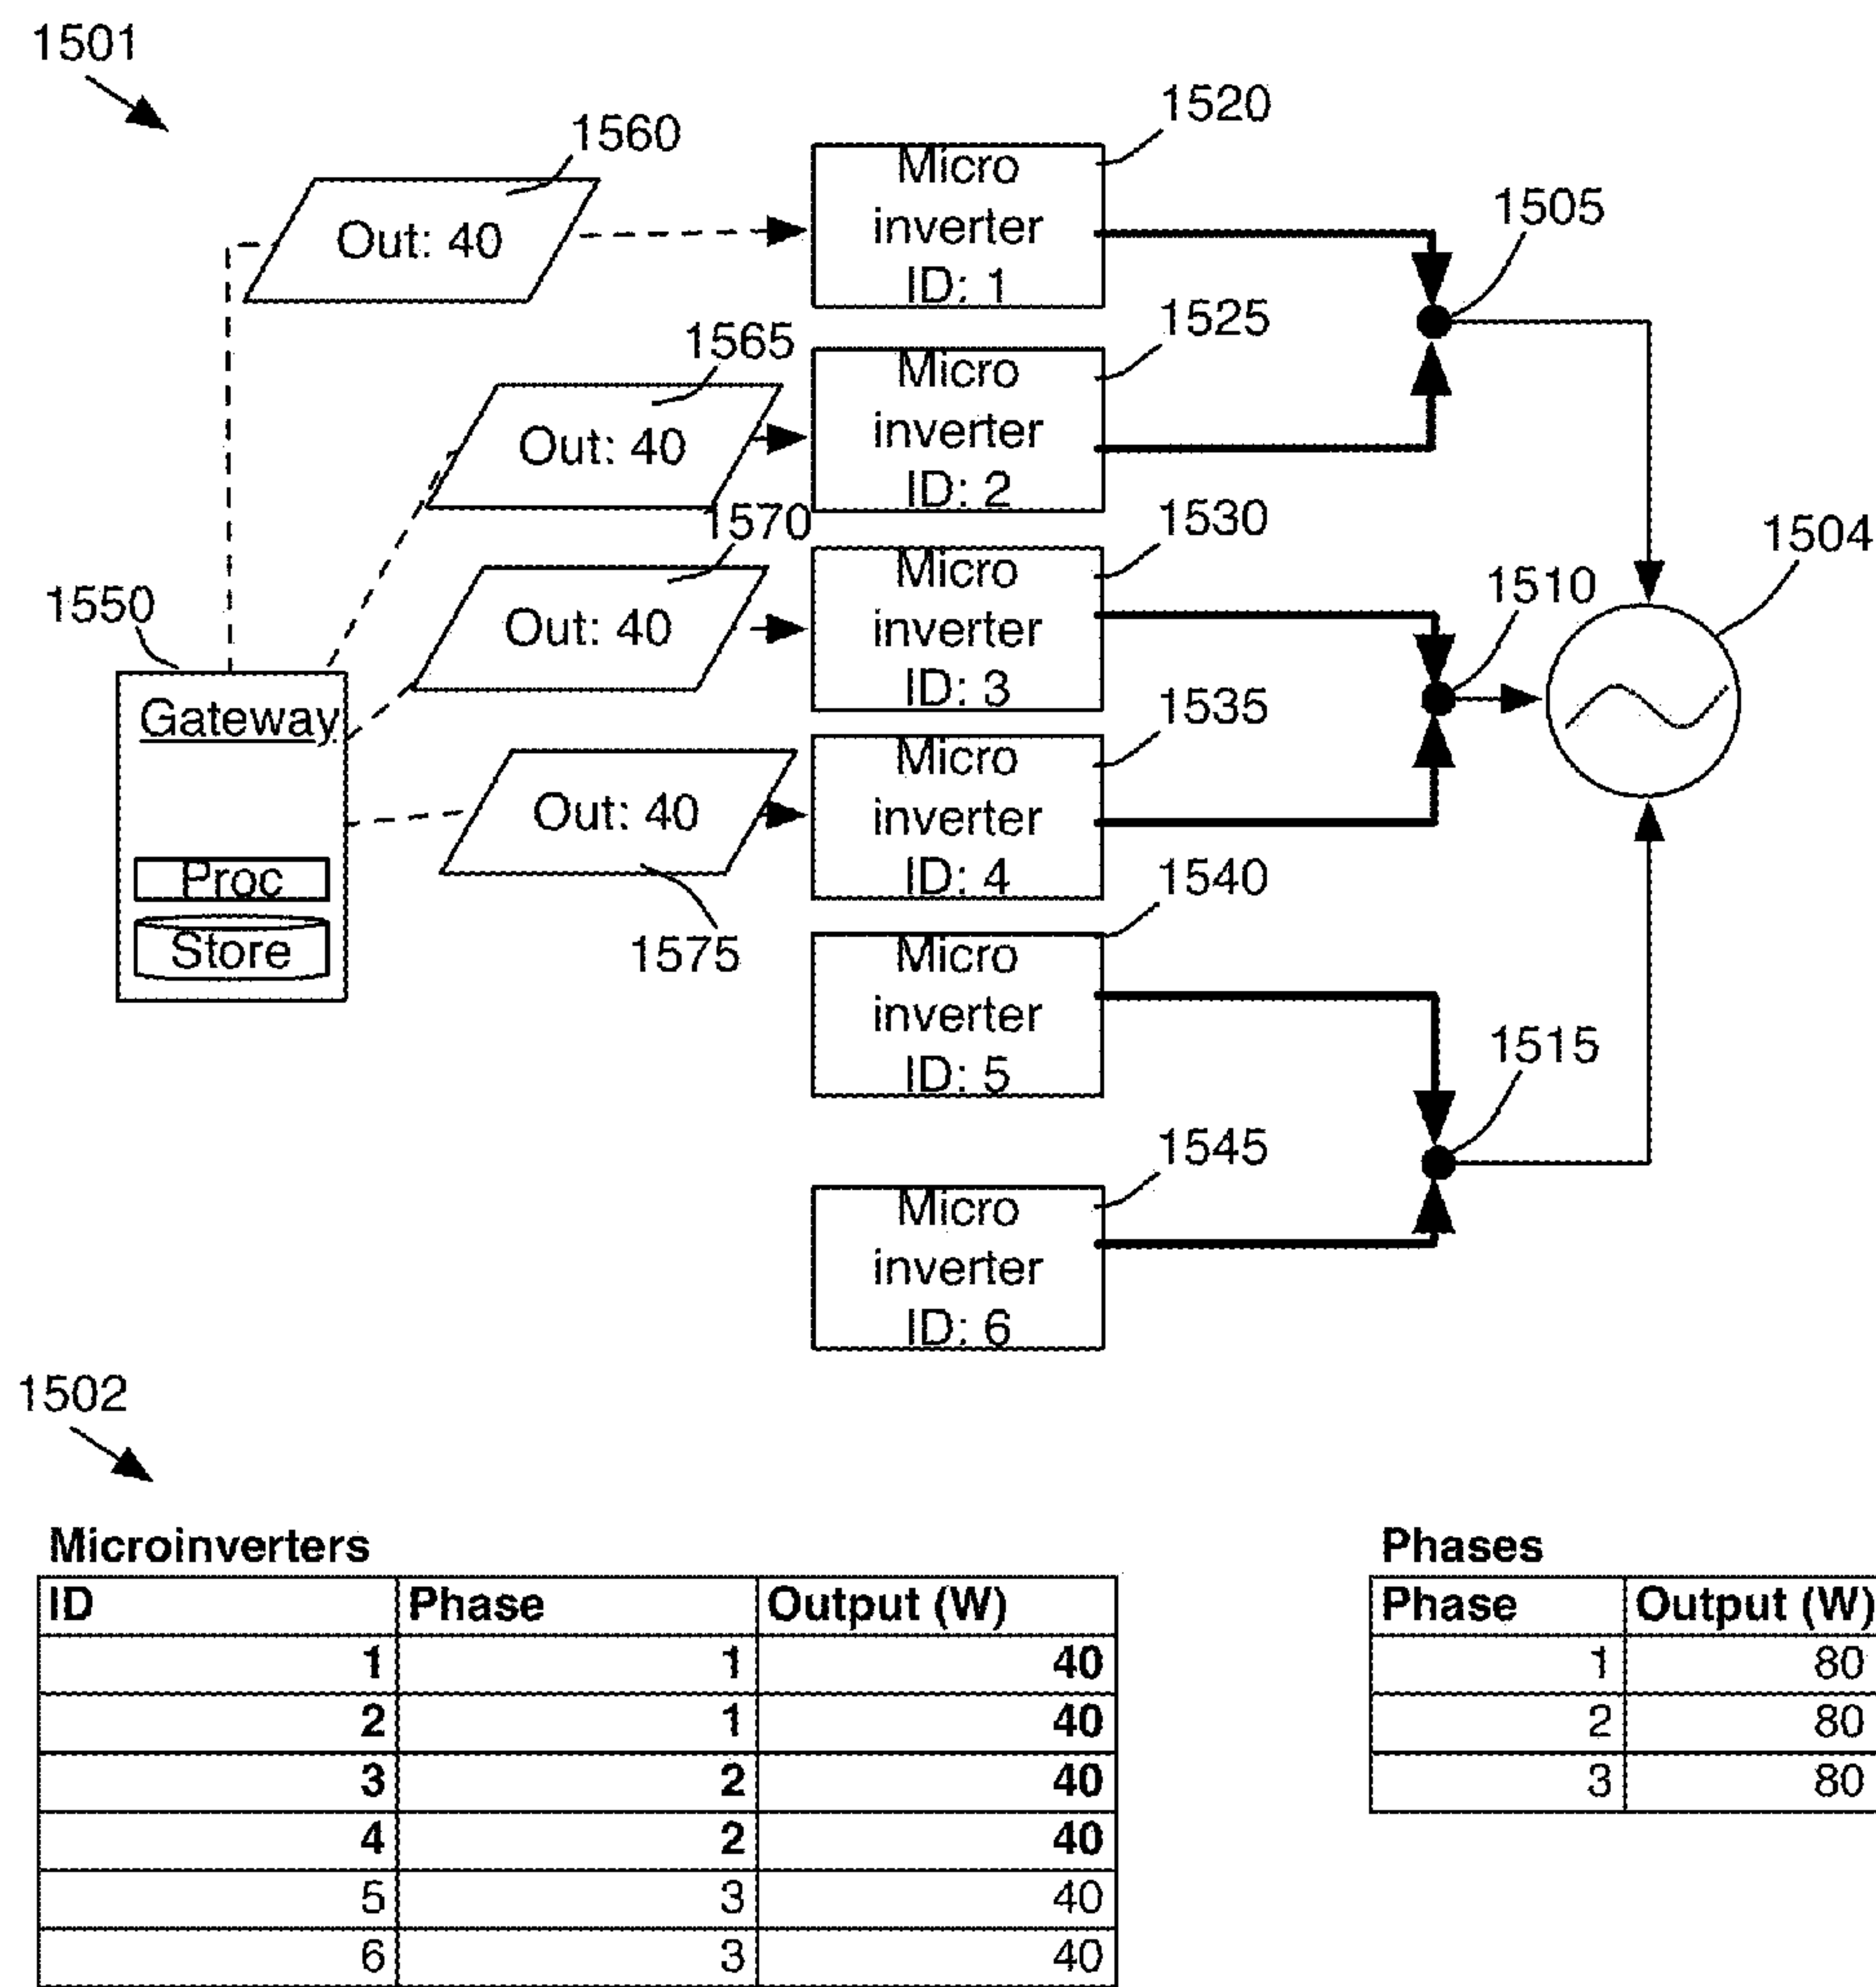 1501
1560
1520
Out: 40
Micro
inverter
ID: 1
1505
1565
1525
Out: 40
Micro
inverter
ID: 2
1570
1530
1504
Out: 40
Micro
inverter
ID: 3
1510
1550
Gateway
Proc
Store
1535
Out: 40
Micro
inverter
ID: 4
1575
1540
Micro
inverter
ID: 5
1515
1545
Micro
inverter
ID: 6
1502
Microinverters
ID Phase Output (W)
1 1 40
2 1 40
3 2 40
4 2 40
5 3 40
6 3 40
Phases
Phase Output (W)
1 80
2 80
3 80